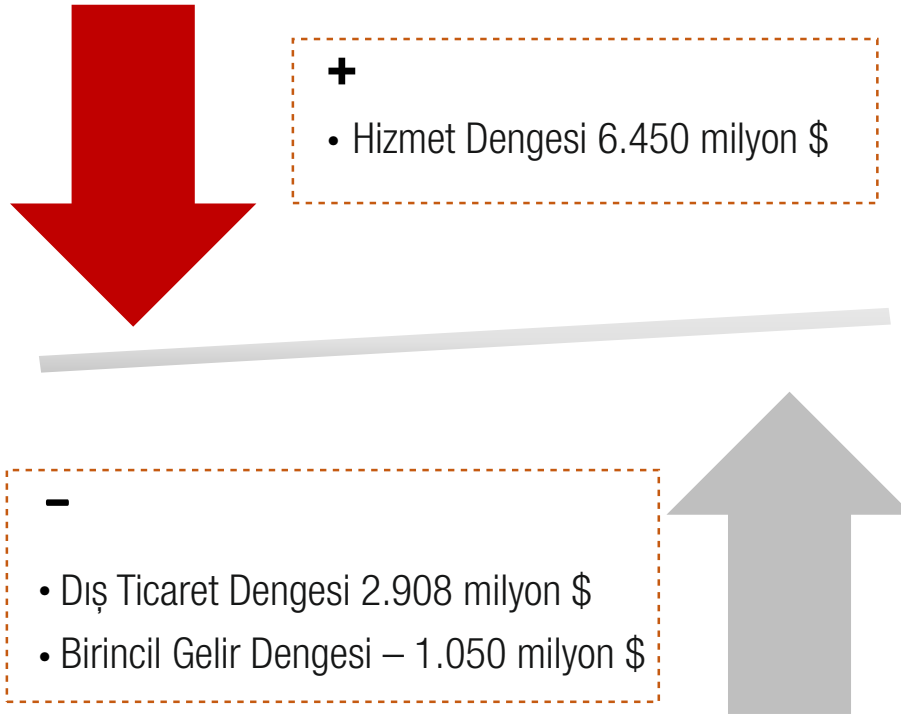 +
• Hizmet Dengesi 6.450 milyon $
–
• Dış Ticaret Dengesi 2.908 milyon $
• Birincil Gelir Dengesi – 1.050 milyon $